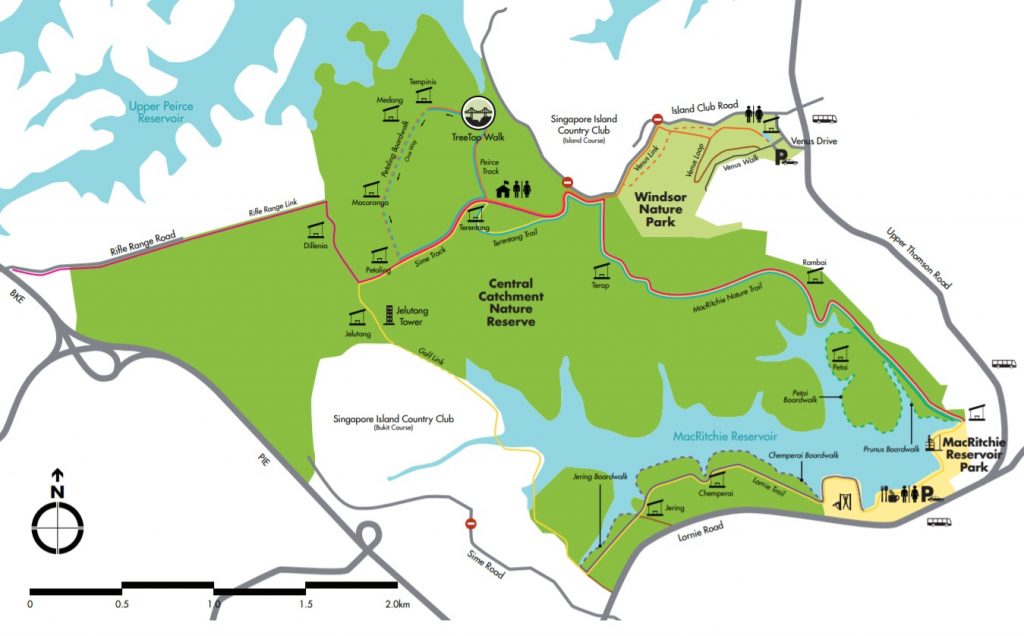 Tempinis
Medang
TreeTop Walk
Upper Peirce
Reservoir
Petaling Boardwalk
One Way
Peirce
Track
Singapore Island
Country Club
(Island Course)
Island Club Road
Venus Drive
Venus Link
Venus Loop
Venus Walk
P
Windsor
Nature
Park
Macaranga
Rifle Range Link
Rifle Range Road
Dillenia
Terentang
Terentang Trail
Petaling
Sime Track
Upper Thomson Road
Rambai
Terap
MacRitchie Nature Trail
BKE
Central
Catchment
Nature
Reserve
Jelutong
Tower
Jelutong
Golf Link
Petai
Petai
Boardwalk
Singapore Island Country Club
(Bukit Course)
MacRitchie Reservoir
Prunus Boardwalk
MacRitchie
Reservoir
Park
PIE
Chemperai Boardwalk
Jering Boardwalk
Chemperai
Lornie Trail
P
Jering
Lornie Road
Sime Road
N
0 0.5 1.0 1.5 2.0km